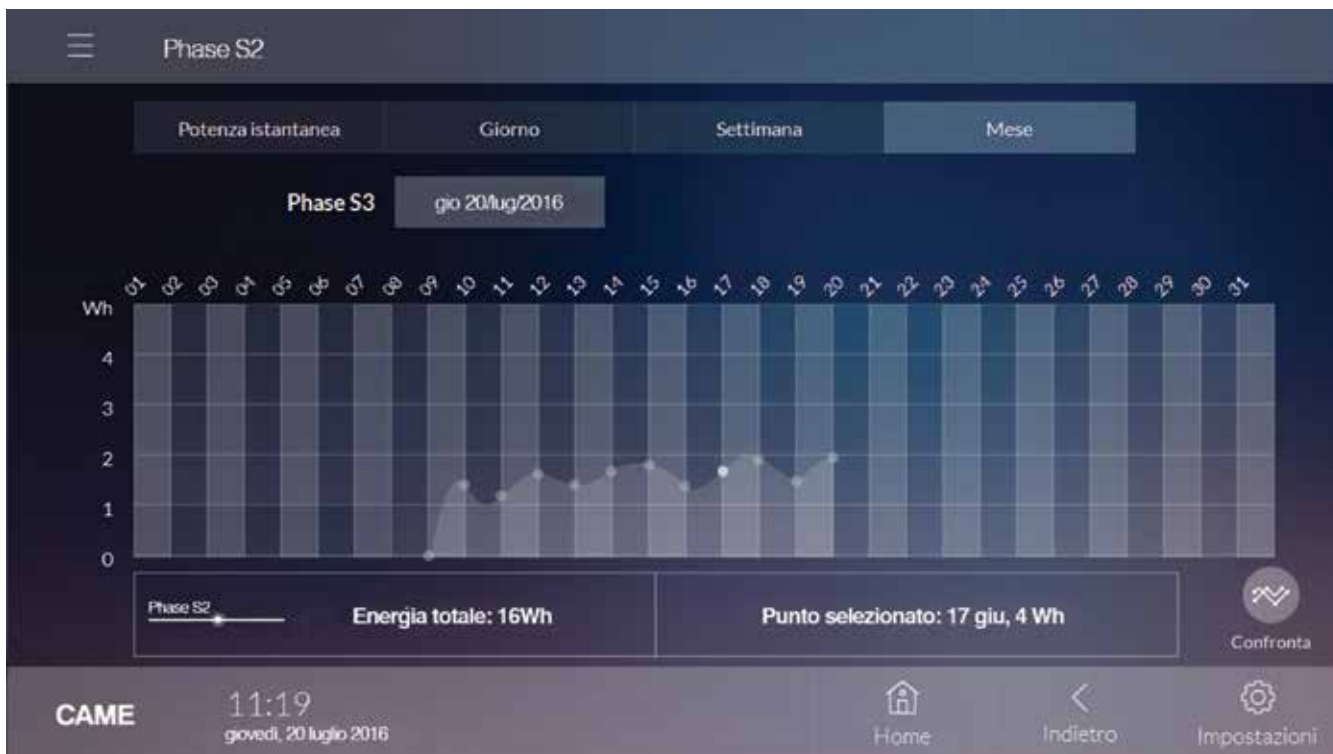 Phase S2
Potenza istantanea Giorno Settimana Mese
Phase S3 gio 20/lug/2016
01 02 03 04 05 06 07 08 09 10 11 12 13 14 15 16 17 18 19 20 21 22 23 24 25 26 27 28 29 30 31
Wh
4
3
2
1
0
Phase S2 Energia totale: 16Wh Punto selezionato: 17 giu, 4 Wh
Confronta
CAME 11:19
giovedì, 20 luglio 2016
Home Indietro Impostazioni